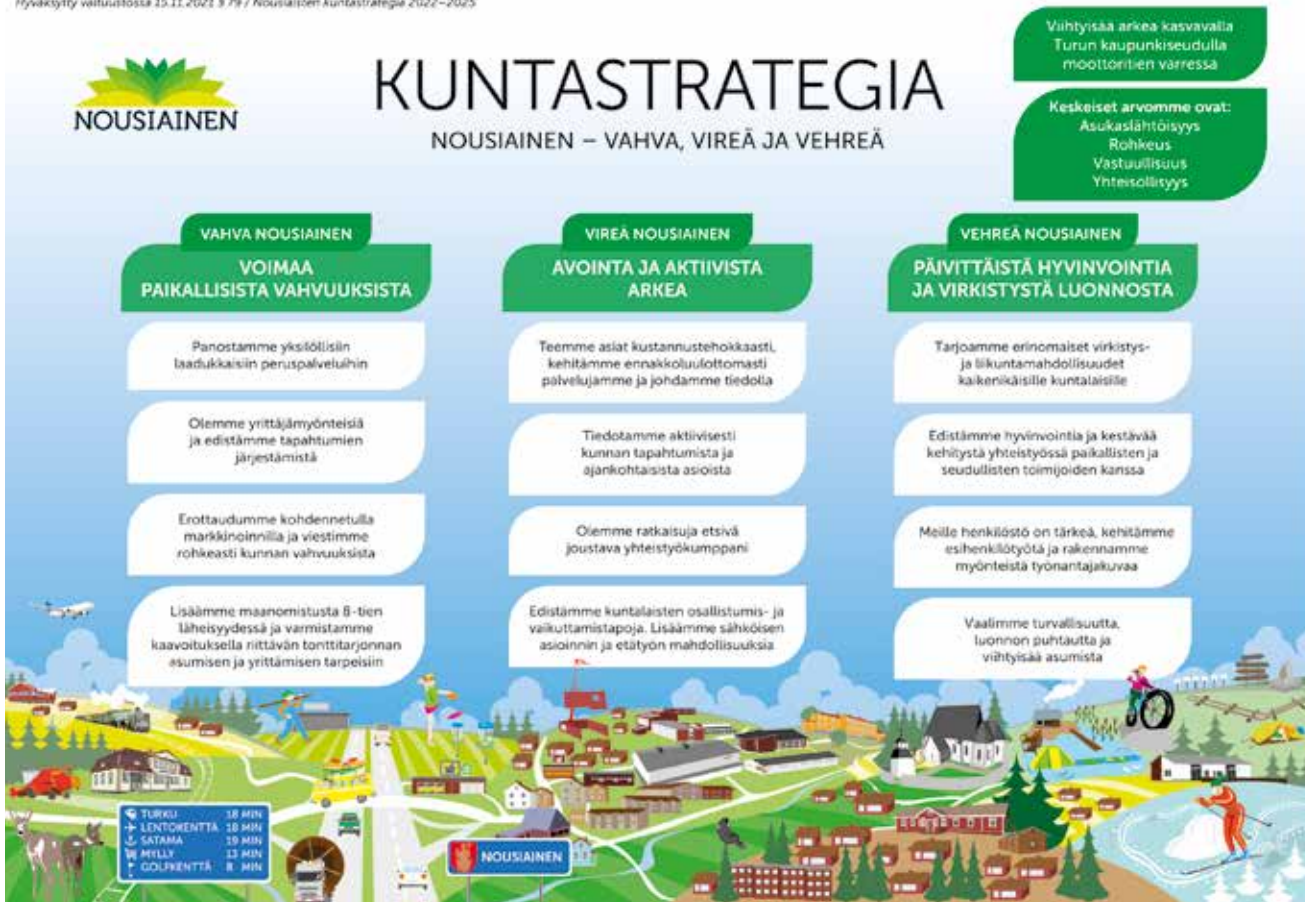 Hyväksytty valtuustossa 15.11.2021 § 79 / Nousiaisten kuntastrategia 2022–2025
NOUSIAINEN
KUNTASTRATEGIA
NOUSIAINEN – VAHVA, VIREÄ JA VEHREÄ
Viihtyisää arkea kasvavalla
Turun kaupunkiseudulla
moottoritien varressa
Keskeiset arvomme ovat:
Asukaslähtöisyys
Rohkeus
Vastuullisuus
Yhteisöllisyys
VAHVA NOUSIAINEN
VOIMAA
PAIKALLISISTA VAHVUUKSISTA
Panostamme yksilöllisiin
laadukkaisiin peruspalveluihin
Olemme yrittäjämyönteisiä
ja edistämme tapahtumien
järjestämistä
Erottaudumme kohdennetulla
markkinoinnilla ja viestimme
rohkeasti kunnan vahvuuksista
Lisäämme maanomistusta 8-tien
läheisyydessä ja varmistamme
kaavoituksella riittävän tonttitarjonnan
asumisen ja yrittämisen tarpeisiin
VIREÄ NOUSIAINEN
AVOINTA JA AKTIIVISTA
ARKEA
Teemme asiat kustannustehokkaasti,
kehitämme ennakkoluulottomasti
palvelujamme ja johdamme tiedolla
Tiedotamme aktiivisesti
kunnan tapahtumista ja
ajankohtaisista asioista
Olemme ratkaisuja etsivä
joustava yhteistyökumppani
Edistämme kuntalaisten osallistumis- ja
vaikuttamistapoja. Lisäämme sähköisen
asioinnin ja etätyön mahdollisuuksia
VEHREÄ NOUSIAINEN
PÄIVITTÄISTÄ HYVINVOINTIA
JA VIRKISTYSTÄ LUONNOSTA
Tarjoamme erinomaiset virkistys-
ja liikuntamahdollisuudet
kaikenikäisille kuntalaisille
Edistämme hyvinvointia ja kestävää
kehitystä yhteistyössä paikallisten ja
seudullisten toimijoiden kanssa
Meille henkilöstö on tärkeä, kehitämme
esihenkilötyötä ja rakennamme
myönteistä työnantajakuvaa
Vaalimme turvallisuutta,
luonnon puhtautta ja
viihtyisää asumista
TURKU 18 MIN
LENTOKENTTÄ 18 MIN
SATAMA 19 MIN
MYLLY 13 MIN
GOLFKENTTÄ 8 MIN
NOUSIAINEN